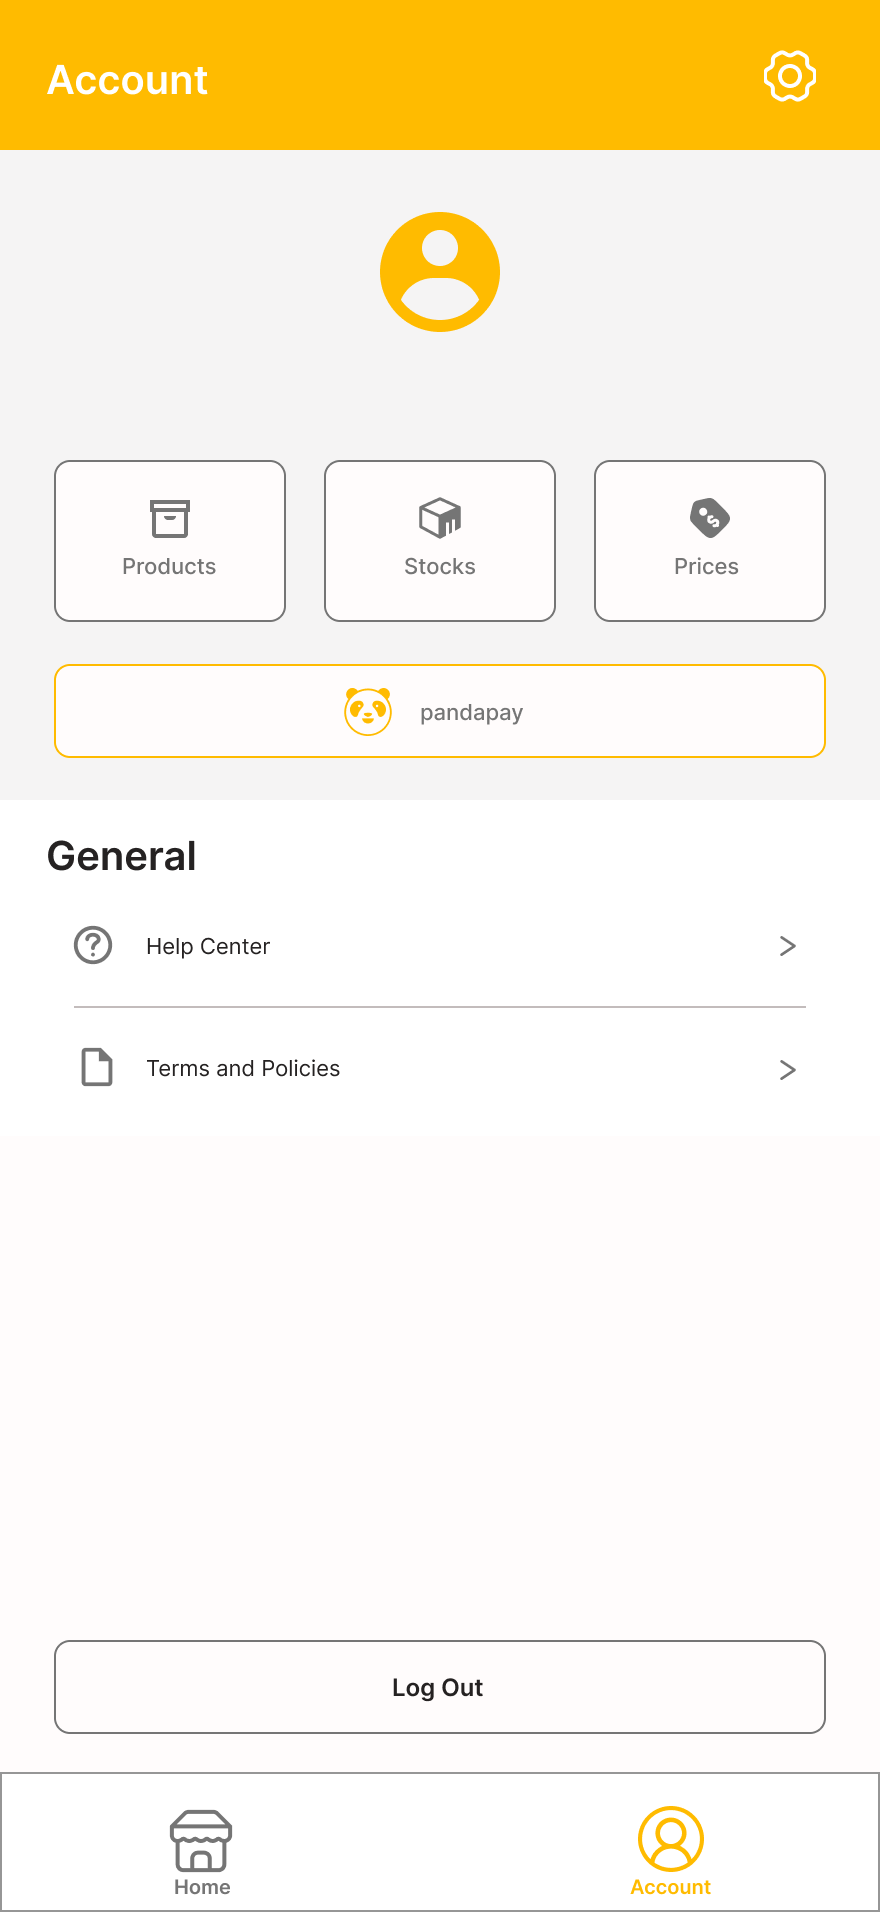 Account
Products
Stocks
Prices
pandapay
General
Help Center
Terms and Policies
Log Out
Home
Account